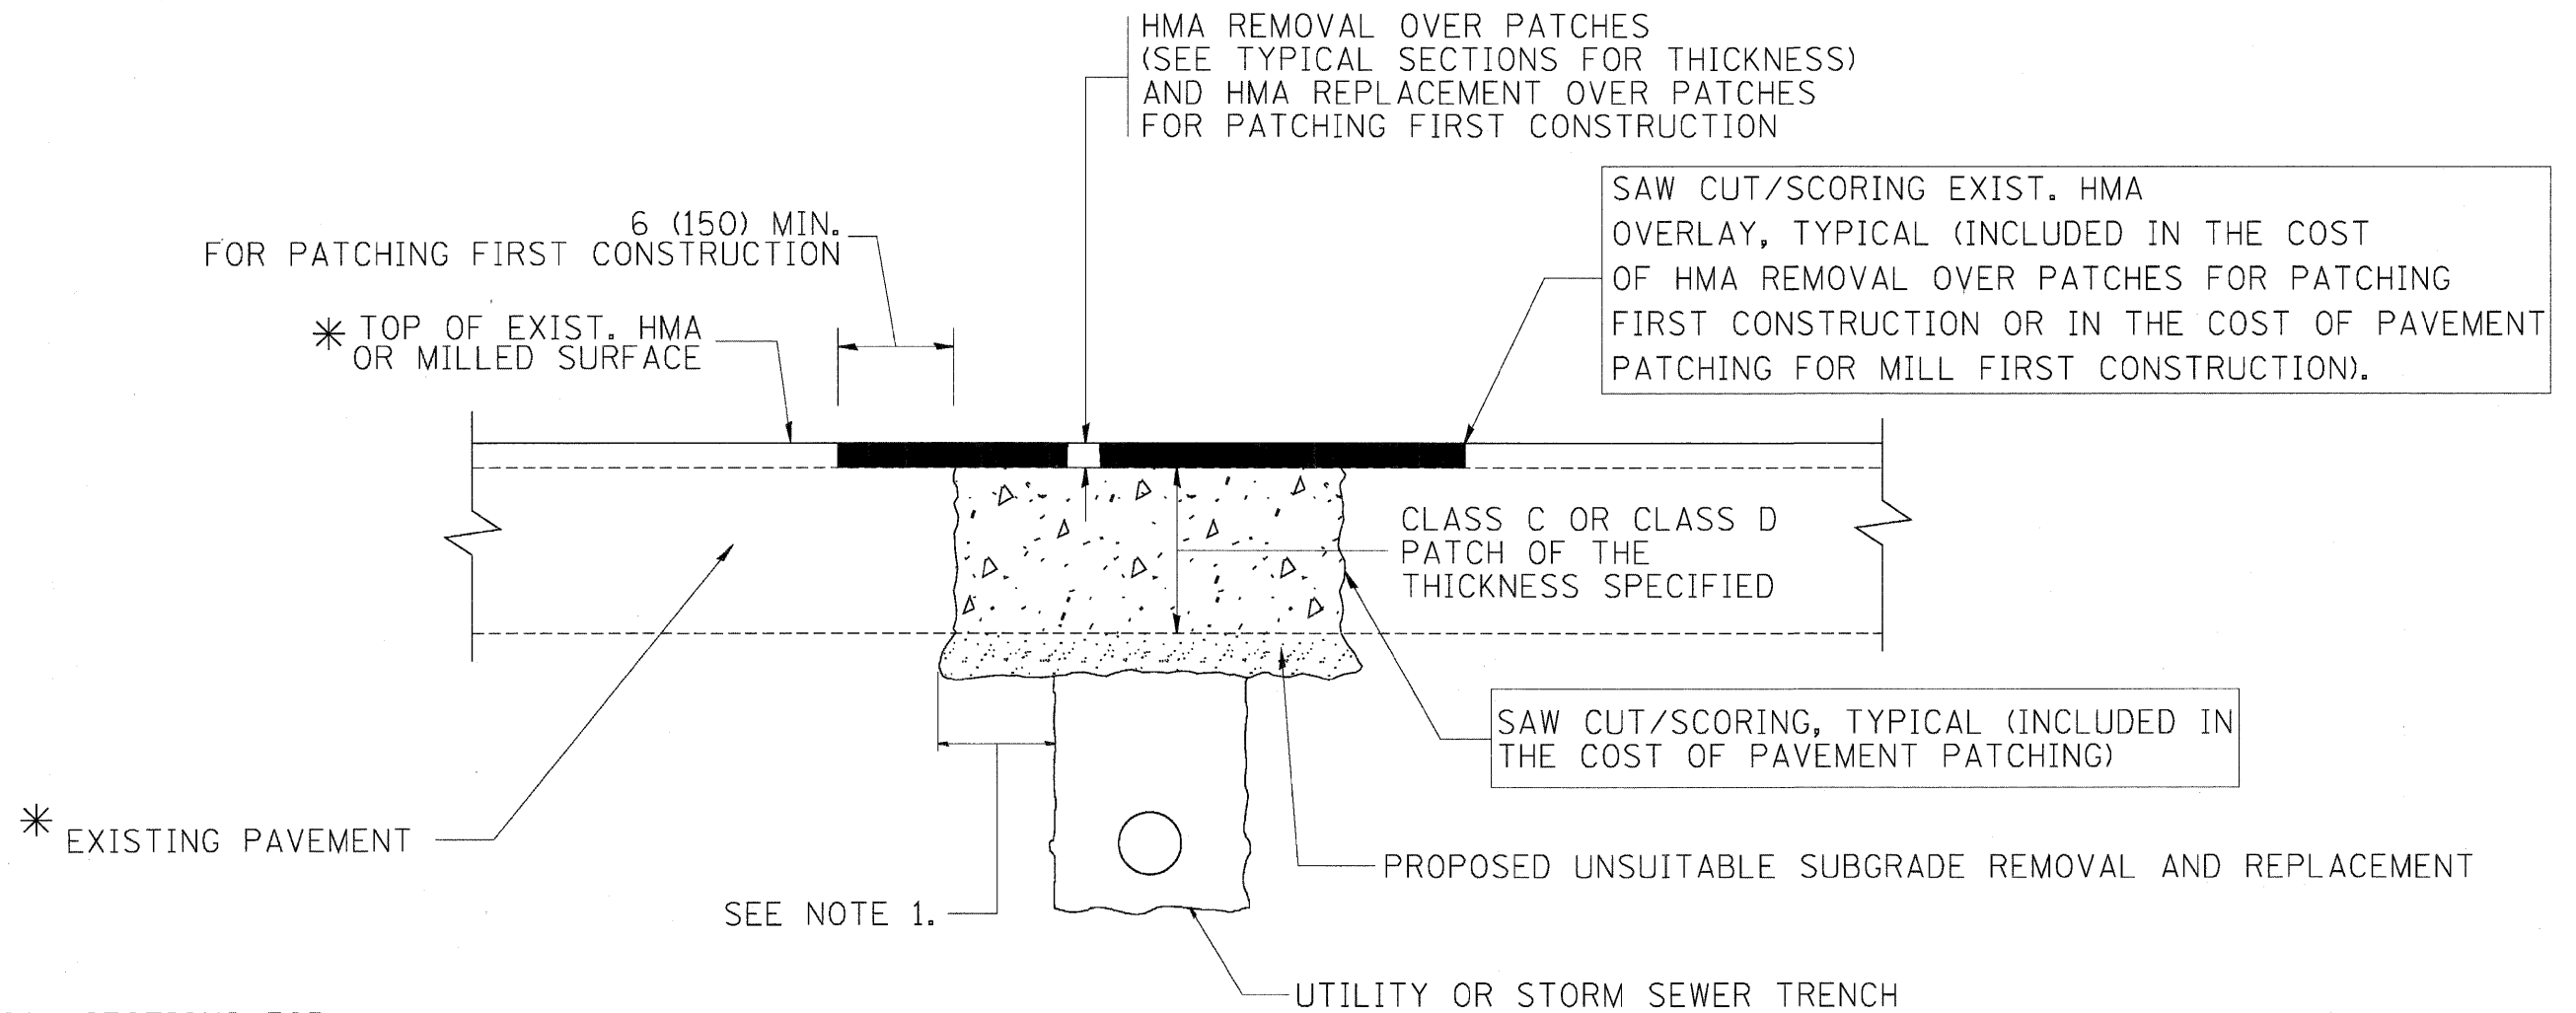 HMA REMOVAL OVER PATCHES
(SEE TYPICAL SECTIONS FOR THICKNESS)
AND HMA REPLACEMENT OVER PATCHES
FOR PATCHING FIRST CONSTRUCTION
SAW CUT/SCORING EXIST. HMA
OVERLAY, TYPICAL (INCLUDED IN THE COST
OF HMA REMOVAL OVER PATCHES FOR PATCHING
FIRST CONSTRUCTION OR IN THE COST OF PAVEMENT
PATCHING FOR MILL FIRST CONSTRUCTION).
6 (150) MIN.
FOR PATCHING FIRST CONSTRUCTION
* TOP OF EXIST. HMA
OR MILLED SURFACE
CLASS C OR CLASS D
PATCH OF THE
THICKNESS SPECIFIED
SAW CUT/SCORING, TYPICAL (INCLUDED IN
THE COST OF PAVEMENT PATCHING)
* EXISTING PAVEMENT
PROPOSED UNSUITABLE SUBGRADE REMOVAL AND REPLACEMENT
SEE NOTE 1.
UTILITY OR STORM SEWER TRENCH